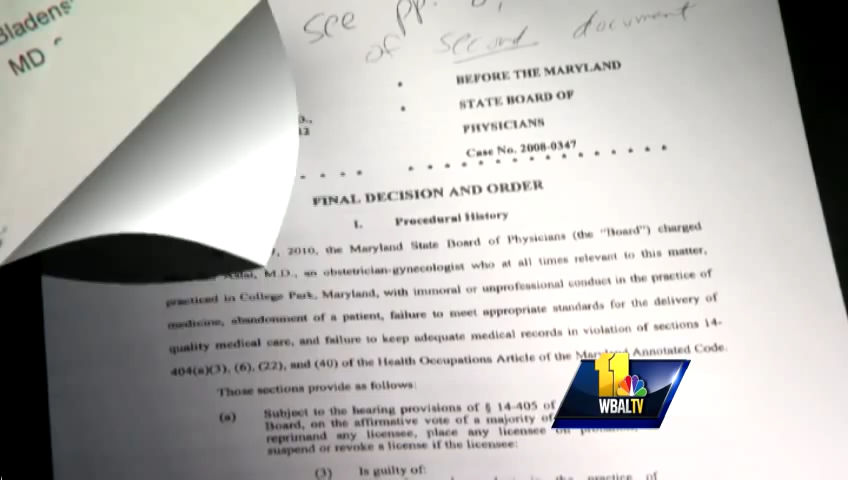 Bladens
MD
See pp.
of second document
BEFORE THE MARYLAND
STATE BOARD OF
PHYSICIANS
Case No. 2008-0347
FINAL DECISION AND ORDER
I. Procedural History
, 2010, the Maryland State Board of Physicians (the "Board") charged
M.D., an obstetrician-gynecologist who at all times relevant to this matter,
practiced in College Park, Maryland, with immoral or unprofessional conduct in the practice of
medicine, abandonment of a patient, failure to meet appropriate standards for the delivery of
quality medical care, and failure to keep adequate medical records in violation of sections 14-
404(a)(3), (6), (22), and (40) of the Health Occupations Article of the Maryland Annotated Code.
Those sections provide as follows:
(a) Subject to the hearing provisions of § 14-405 of
Board, on the affirmative vote of a majority of
reprimand any licensee, place any licensee on
suspend or revoke a license if the licensee:
(3) Is guilty of:
in the practice of
11
WBALTV